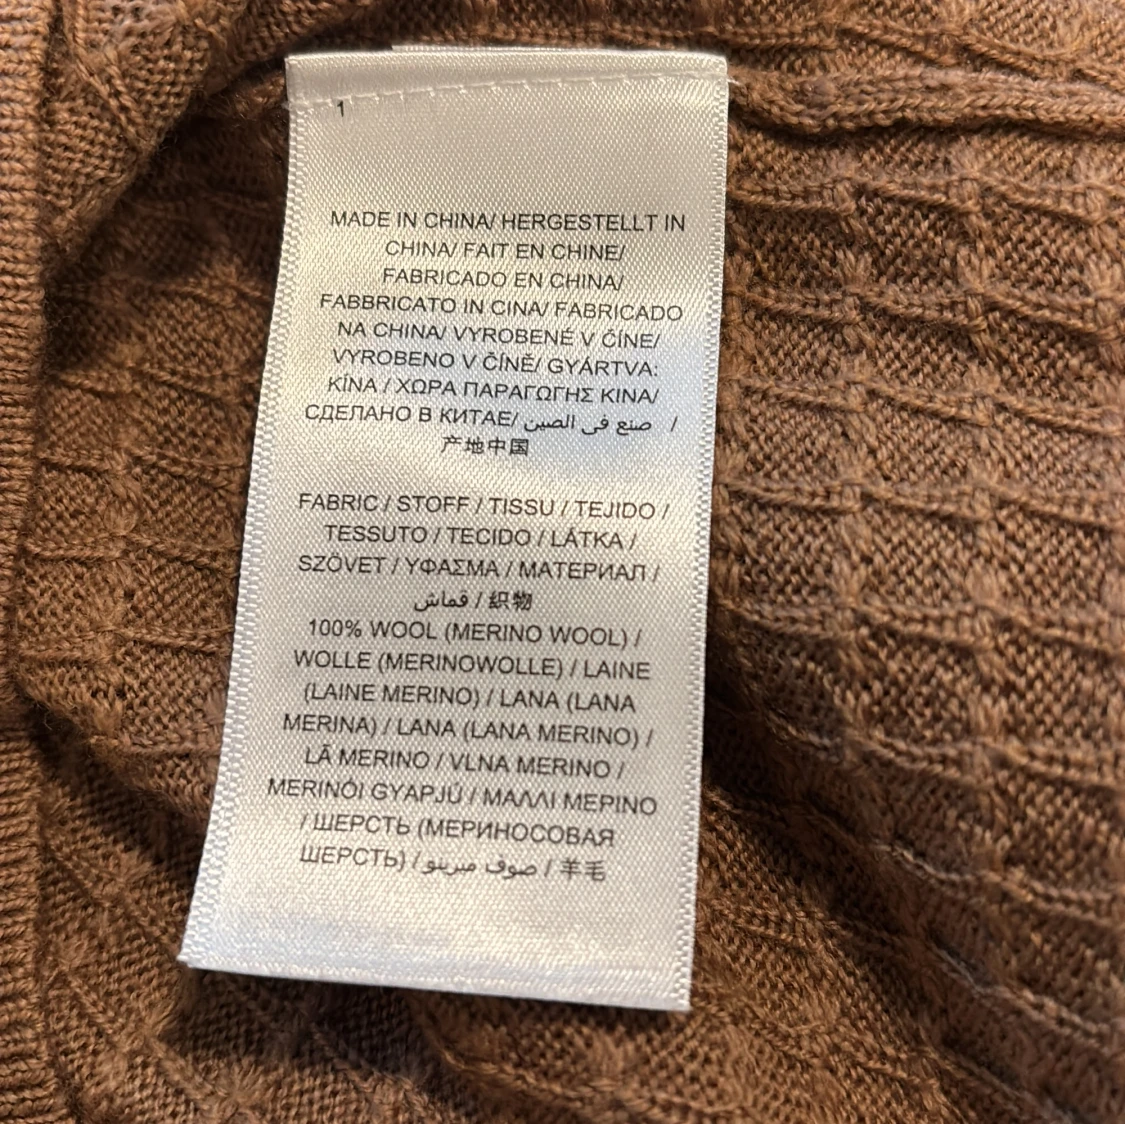 1
MADE IN CHINA/ HERGESTELLT IN
CHINA/ FAIT EN CHINE/
FABRICADO EN CHINA/
FABBRICATO IN CINA/ FABRICADO
NA CHINA/ VYROBENÉ V ČÍNE/
VYROBENO V ČÍNĚ/ GYÁRTVA:
KÍNA / ΧΩΡΑ ΠΑΡΑΓΩΓΗΣ ΚΙΝΑ/
СДЕЛАНО В КИТАЕ/ صنع فى الصين /
产地中国
FABRIC / STOFF / TISSU / TEJIDO /
TESSUTO / TECIDO / LÁTKA /
SZÖVET / ΥΦΑΣΜΑ / МАТЕРИАЛ /
قماش / 织物
100% WOOL (MERINO WOOL) /
WOLLE (MERINOWOLLE) / LAINE
(LAINE MERINO) / LANA (LANA
MERINA) / LANA (LANA MERINO) /
LÃ MERINO / VLNA MERINO /
MERINÓI GYAPJÚ / ΜΑΛΛΙ ΜΕΡΙΝΟ
/ ШЕРСТЬ (МЕРИНОСОВАЯ
ШЕРСТЬ) / صوف ميرينو / 羊毛